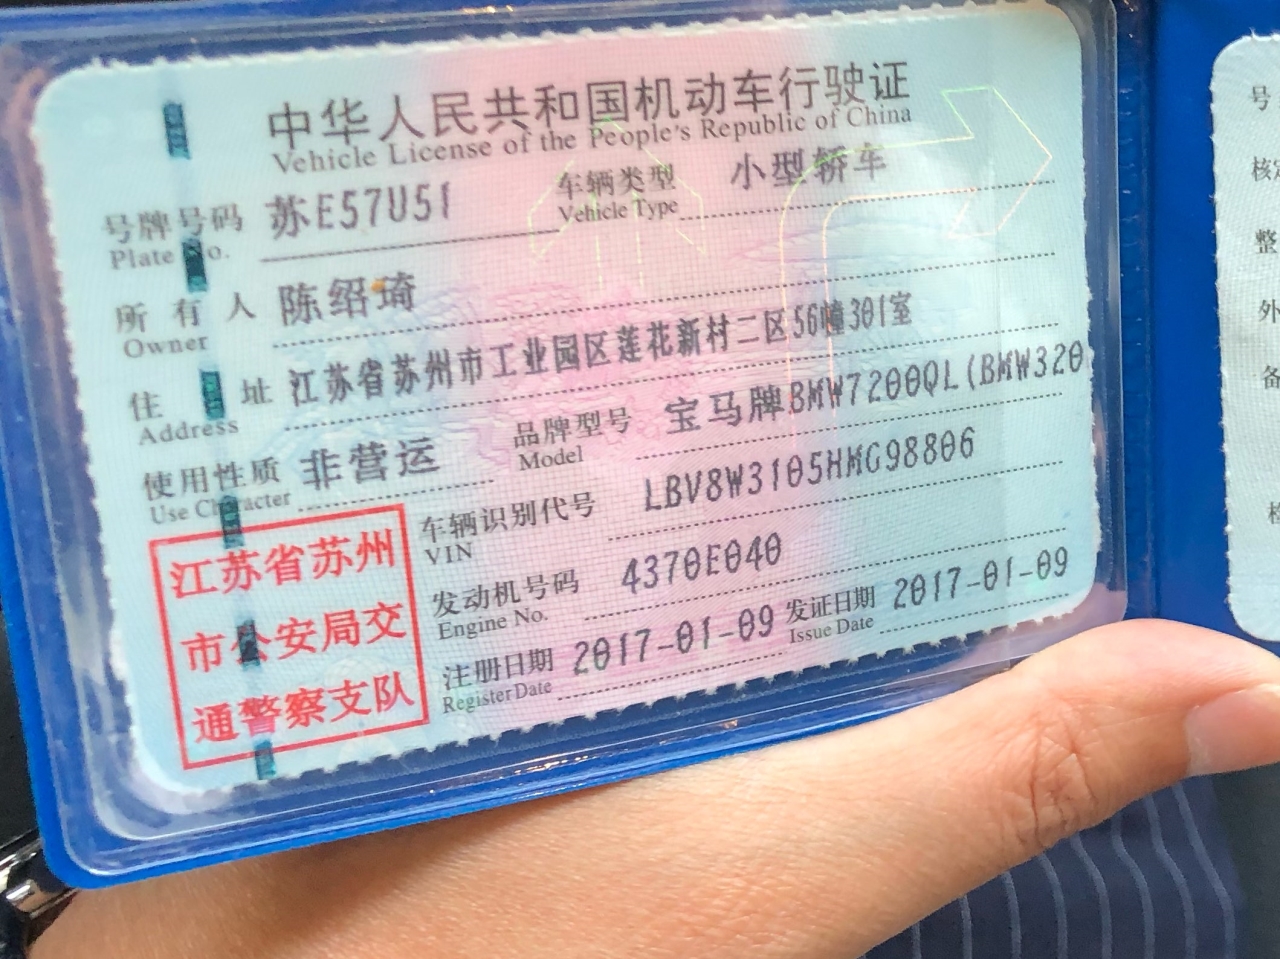 中华人民共和国机动车行驶证
Vehicle License of the People's Republic of China
号牌号码 苏E57U51 车辆类型 小型轿车
Plate No. Vehicle Type
所有人 陈绍琦
Owner
住址 江苏省苏州市工业园区莲花新村二区56幢301室
Address
使用性质 非营运 品牌型号 宝马牌BMW7200QL(BMW320
Use Character Model
车辆识别代号 LBV8W3105HMG98806
VIN
发动机号码 4370E040
Engine No.
注册日期 2017-01-09 发证日期 2017-01-09
Register Date Issue Date
江苏省苏州
市公安局交
通警察支队
号
核定
整
外
备